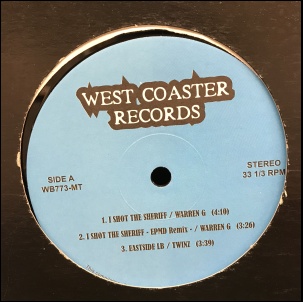 WEST COASTER
RECORDS
SIDE A
WB773-MT
STEREO
33 1/3 RPM
1. I SHOT THE SHERIFF / WARREN G (4:10)
2. I SHOT THE SHERIFF - EPMD Remix - / WARREN G (3:26)
3. EASTSIDE LB / TWINZ (3:39)